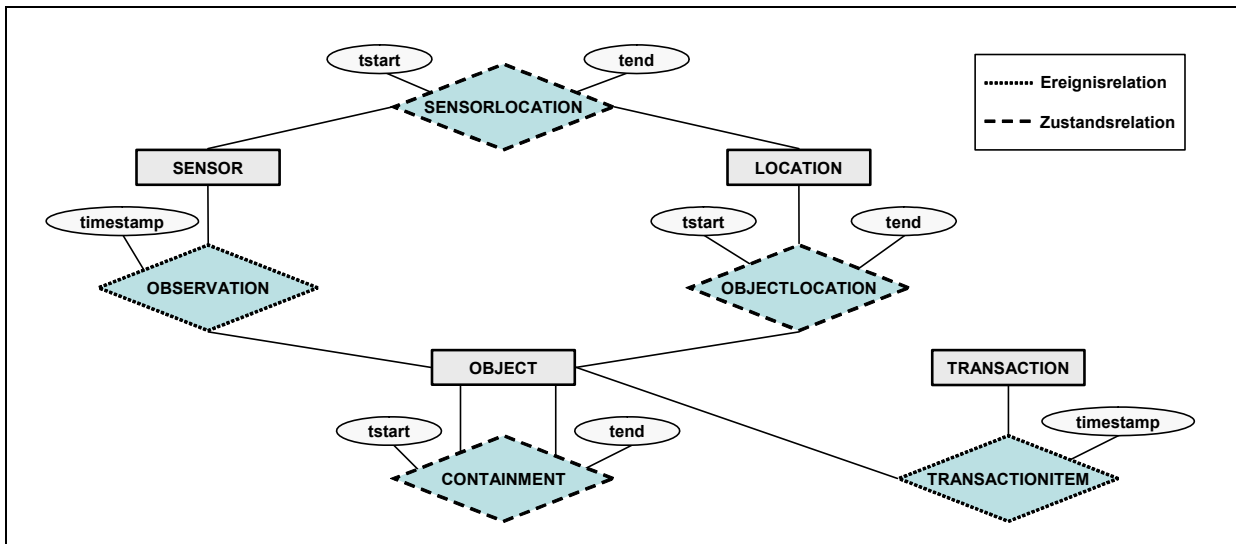 tstart
tend
SENSORLOCATION
Ereignisrelation
Zustandsrelation
SENSOR
LOCATION
timestamp
tstart
tend
OBSERVATION
OBJECTLOCATION
OBJECT
TRANSACTION
tstart
tend
timestamp
CONTAINMENT
TRANSACTIONITEM